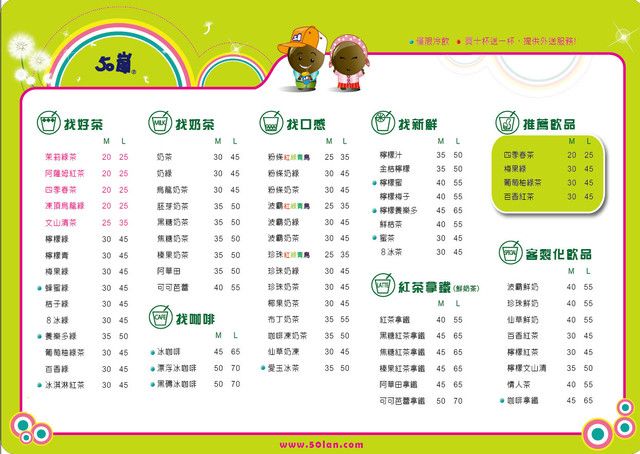 50嵐®
僅限冷飲 買十杯送一杯，提供外送服務!
找好茶
M L
茉莉綠茶 20 25
阿薩姆紅茶 20 25
四季春茶 20 25
凍頂烏龍綠 20 25
文山清茶 25 35
檸檬綠 30 45
檸檬青 30 45
梅果綠 30 45
蜂蜜綠 30 45
桔子綠 30 45
8冰綠 30 45
養樂多綠 35 50
葡萄柚綠茶 30 45
百香綠 30 45
冰淇淋紅茶 30 45
MILK 找奶茶
M L
奶茶 30 45
奶綠 30 45
烏龍奶茶 30 45
胚芽奶茶 35 50
黑糖奶茶 35 50
焦糖奶茶 35 50
榛果奶茶 35 50
阿華田 35 50
可可芭蕾 40 55
CAFE 找咖啡
M L
冰咖啡 45 65
漂浮冰咖啡 50 70
黑磚冰咖啡 50 70
找口感
M L
粉條紅綠青烏 25 35
粉條奶綠 30 45
粉條奶茶 30 45
波霸紅綠青烏 25 35
波霸奶綠 30 45
波霸奶茶 30 45
珍珠紅綠青烏 25 35
珍珠奶綠 30 45
珍珠奶茶 30 45
椰果奶茶 30 45
布丁奶茶 35 55
咖啡凍奶茶 35 50
仙草奶凍 30 45
愛玉冰茶 35 50
找新鮮
M L
檸檬汁 35 50
金桔檸檬 35 50
檸檬蜜 40 55
檸檬梅子 40 55
檸檬養樂多 45 65
鮮桔茶 40 55
蜜茶 30 45
8冰茶 30 45
LATTE 紅茶拿鐵(鮮奶茶)
M L
紅茶拿鐵 40 55
黑糖紅茶拿鐵 45 65
焦糖紅茶拿鐵 45 65
榛果紅茶拿鐵 45 65
阿華田拿鐵 45 65
可可芭蕾拿鐵 50 65
推薦飲品
M L
四季春茶 20 25
梅果綠 30 45
葡萄柚綠茶 30 45
百香紅茶 30 45
SPECIAL 客製化飲品
M L
波霸鮮奶 40 55
珍珠鮮奶 40 55
仙草鮮奶 40 55
百香紅茶 30 45
檸檬紅茶 30 45
檸檬文山清 35 50
情人茶 40 55
咖啡拿鐵 45 65
www.50lan.com